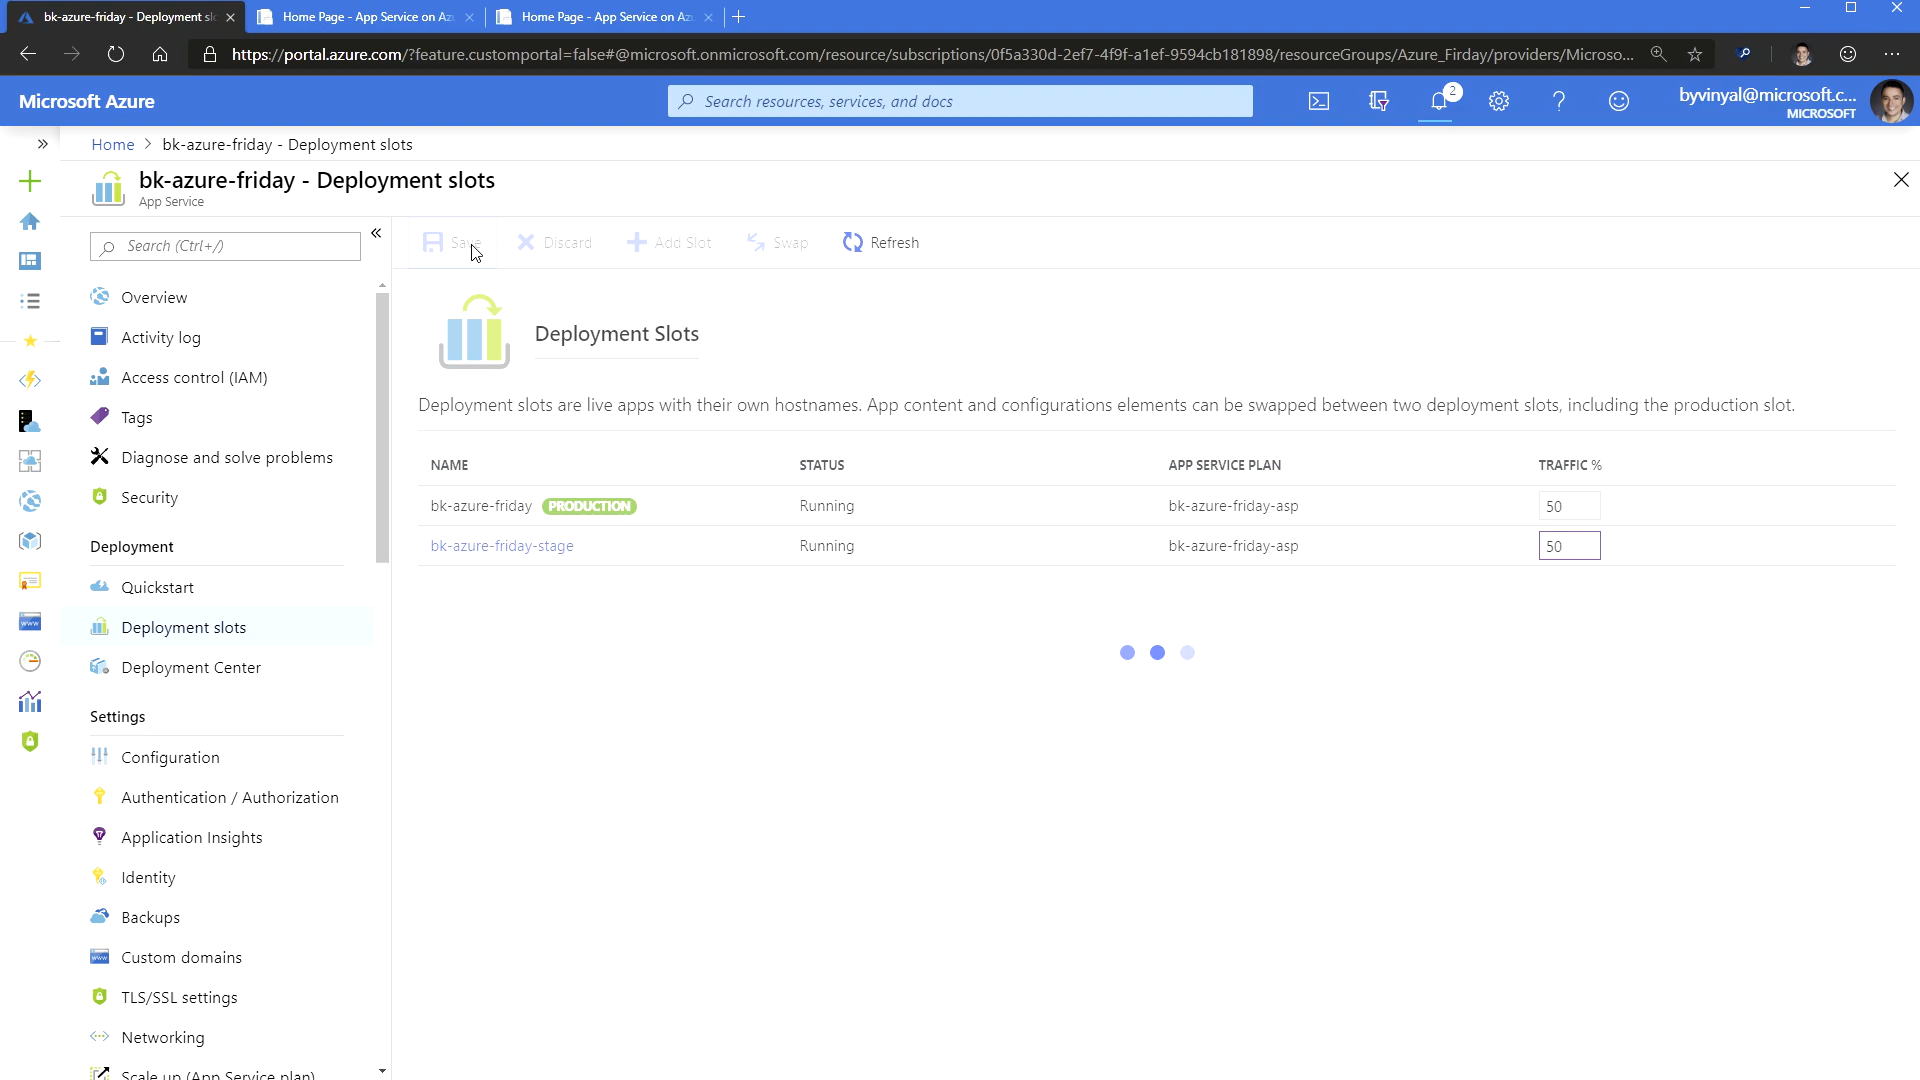 bk-azure-friday - Deployment sl
Home Page - App Service on Az
Home Page - App Service on Az
https://portal.azure.com/?feature.customportal=false#@microsoft.onmicrosoft.com/resource/subscriptions/0f5a330d-2ef7-4f9f-a1ef-9594cb181898/resourceGroups/Azure_Firday/providers/Microso...
Microsoft Azure
Search resources, services, and docs
2
byvinyal@microsoft.c...
MICROSOFT
Home > bk-azure-friday - Deployment slots
bk-azure-friday - Deployment slots
App Service
Search (Ctrl+/)
Save Discard Add Slot Swap Refresh
Overview
Activity log
Access control (IAM)
Tags
Diagnose and solve problems
Security
Deployment
Quickstart
Deployment slots
Deployment Center
Settings
Configuration
Authentication / Authorization
Application Insights
Identity
Backups
Custom domains
TLS/SSL settings
Networking
Scale up (App Service plan)
Deployment Slots
Deployment slots are live apps with their own hostnames. App content and configurations elements can be swapped between two deployment slots, including the production slot.
NAME STATUS APP SERVICE PLAN TRAFFIC %
bk-azure-friday PRODUCTION Running bk-azure-friday-asp 50
bk-azure-friday-stage Running bk-azure-friday-asp 50